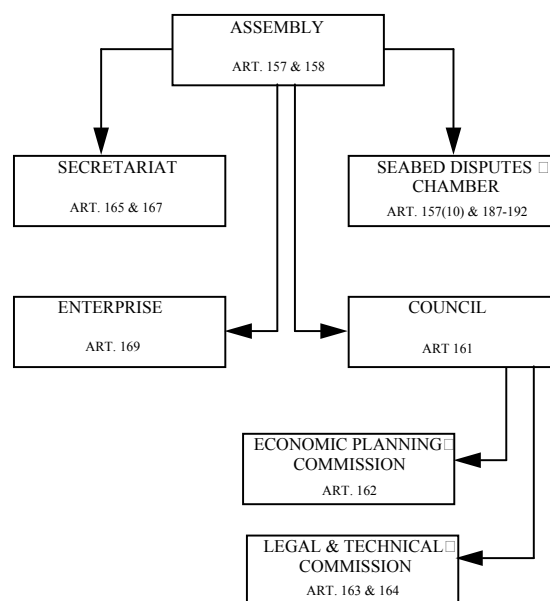 ASSEMBLY
ART. 157 & 158
SECRETARIAT
ART. 165 & 167
SEABED DISPUTES
CHAMBER
ART. 157(10) & 187-192
ENTERPRISE
ART. 169
COUNCIL
ART 161
ECONOMIC PLANNING
COMMISSION
ART. 162
LEGAL & TECHNICAL
COMMISSION
ART. 163 & 164